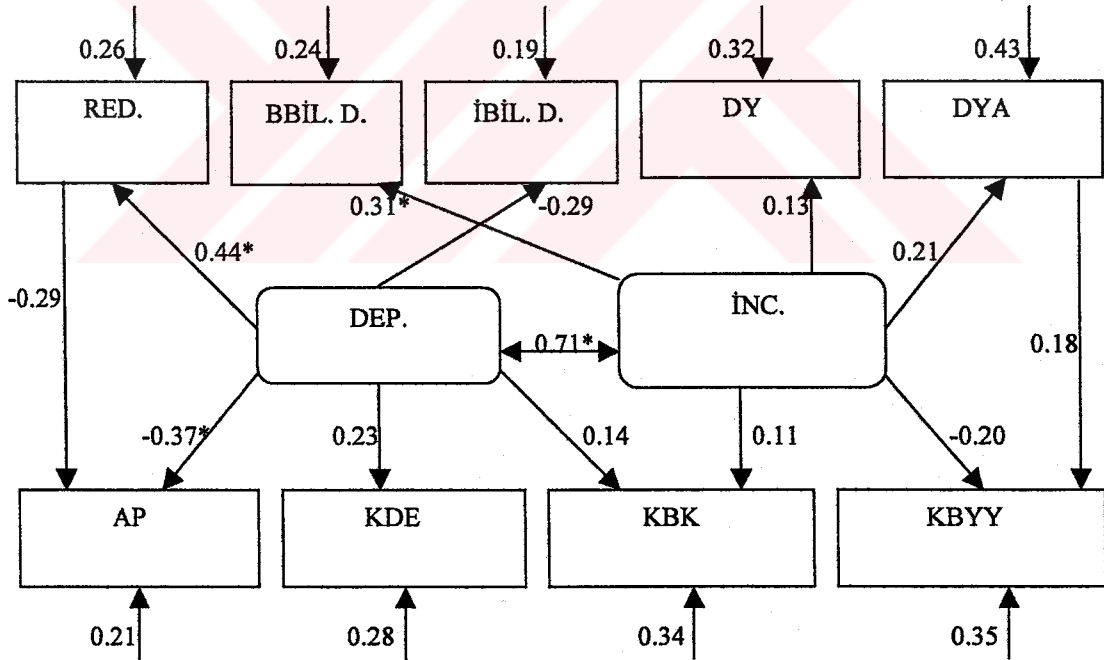 0.26 0.24 0.19 0.32 0.43
RED. BBİL. D. İBİL. D. DY DYA
0.31* -0.29 0.13
0.44* 0.21
-0.29 DEP. İNC.
0.71* 0.18
-0.37* 0.23 0.14 0.11 -0.20
AP KDE KBK KBYY
0.21 0.28 0.34 0.35